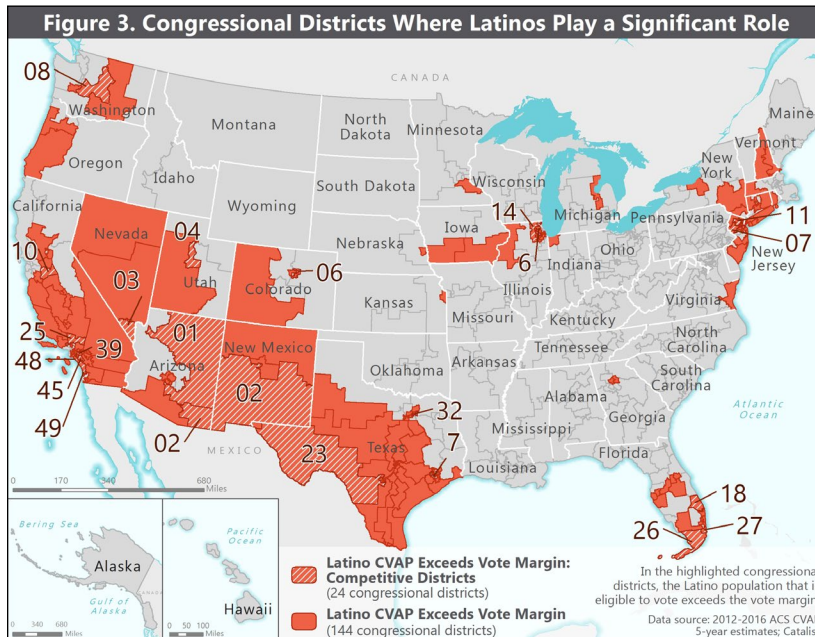 Figure 3. Congressional Districts Where Latinos Play a Significant Role
CANADA
08
Washington
Montana
North
Dakota
Minnesota
Maine
Vermont
Oregon
Idaho
South Dakota
Wisconsin
New
York
California
Wyoming
14
Michigan
Pennsylvania
11
Nevada
04
Nebraska
Iowa
07
10
03
Utah
06
Colorado
6
Illinois
Indiana
Ohio
New
Jersey
Kansas
Missouri
Virginia
25
39
01
New Mexico
Kentucky
48
Arizona
Oklahoma
Arkansas
Tennessee
North
Carolina
45
02
South
Carolina
49
32
Alabama
Georgia
Atlantic
Ocean
02
MEXICO
23
Texas
7
Mississippi
Louisiana
Florida
0 170 340 680
Miles
18
26
27
Bering Sea
Alaska
CANADA
Gulf of
Alaska
0 340 680
Miles
Pacific
Ocean
Hawaii
0 50 100
Miles
Latino CVAP Exceeds Vote Margin:
Competitive Districts
(24 congressional districts)
Latino CVAP Exceeds Vote Margin
(144 congressional districts)
In the highlighted congressiona
districts, the Latino population that i
eligible to vote exceeds the vote margin
Data source: 2012-2016 ACS CVA
5-year estimates; Catalis